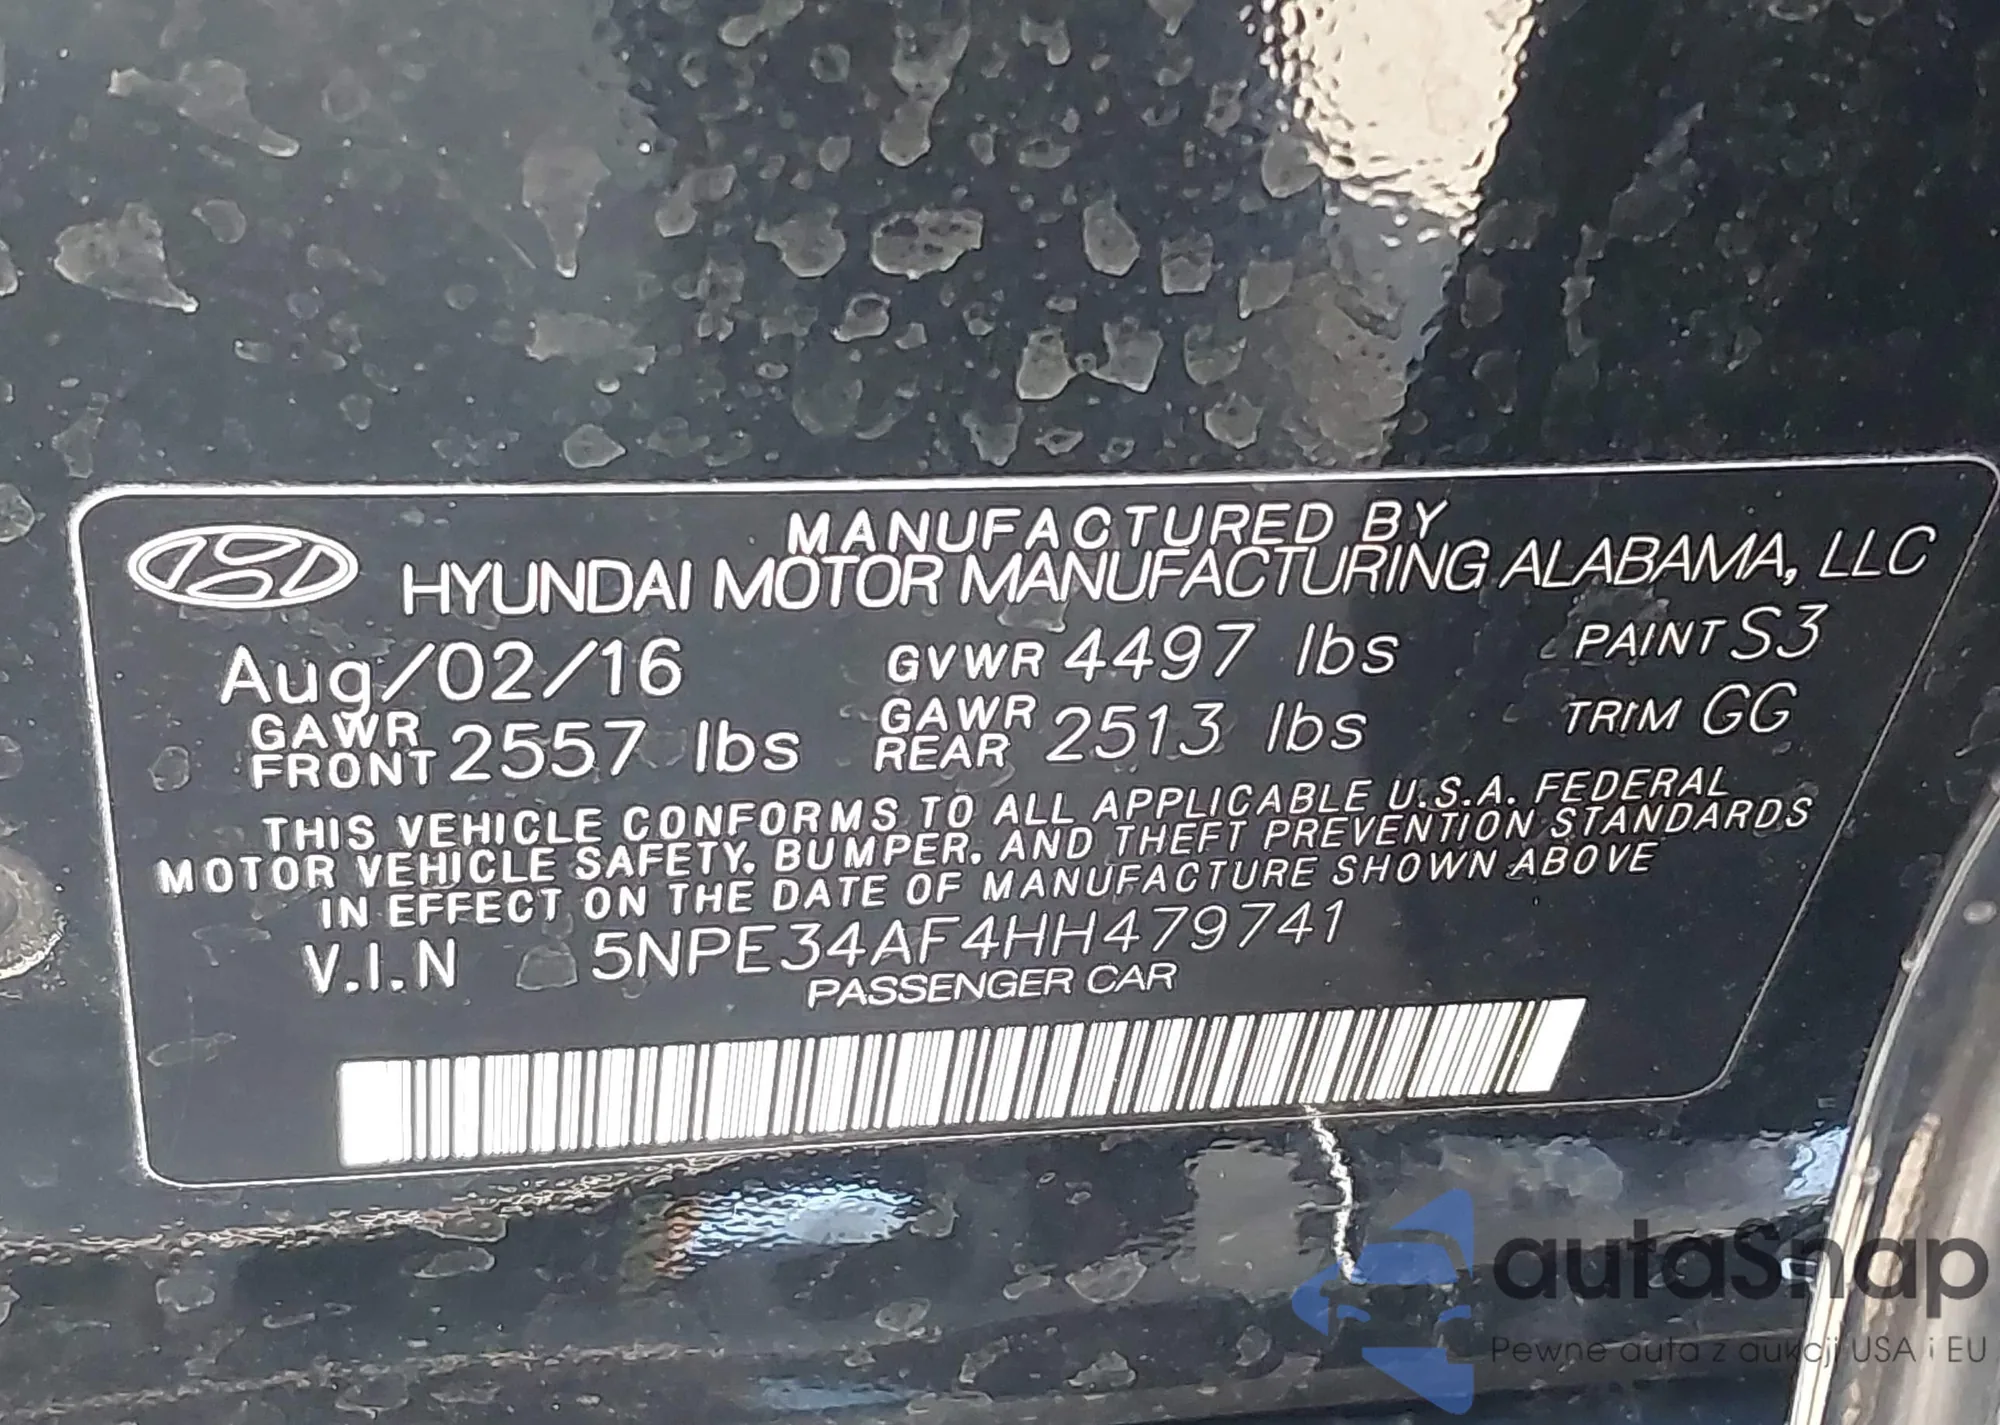 MANUFACTURED BY
HYUNDAI MOTOR MANUFACTURING ALABAMA, LLC
Aug/02/16 GVWR 4497 lbs PAINT S3
GAWR FRONT 2557 lbs GAWR REAR 2513 lbs TRIM GG
THIS VEHICLE CONFORMS TO ALL APPLICABLE U.S.A. FEDERAL
MOTOR VEHICLE SAFETY, BUMPER, AND THEFT PREVENTION STANDARDS
IN EFFECT ON THE DATE OF MANUFACTURE SHOWN ABOVE
V.I.N 5NPE34AF4HH479741
PASSENGER CAR
autaSnap
Pewne auta z aukcji USA i EU